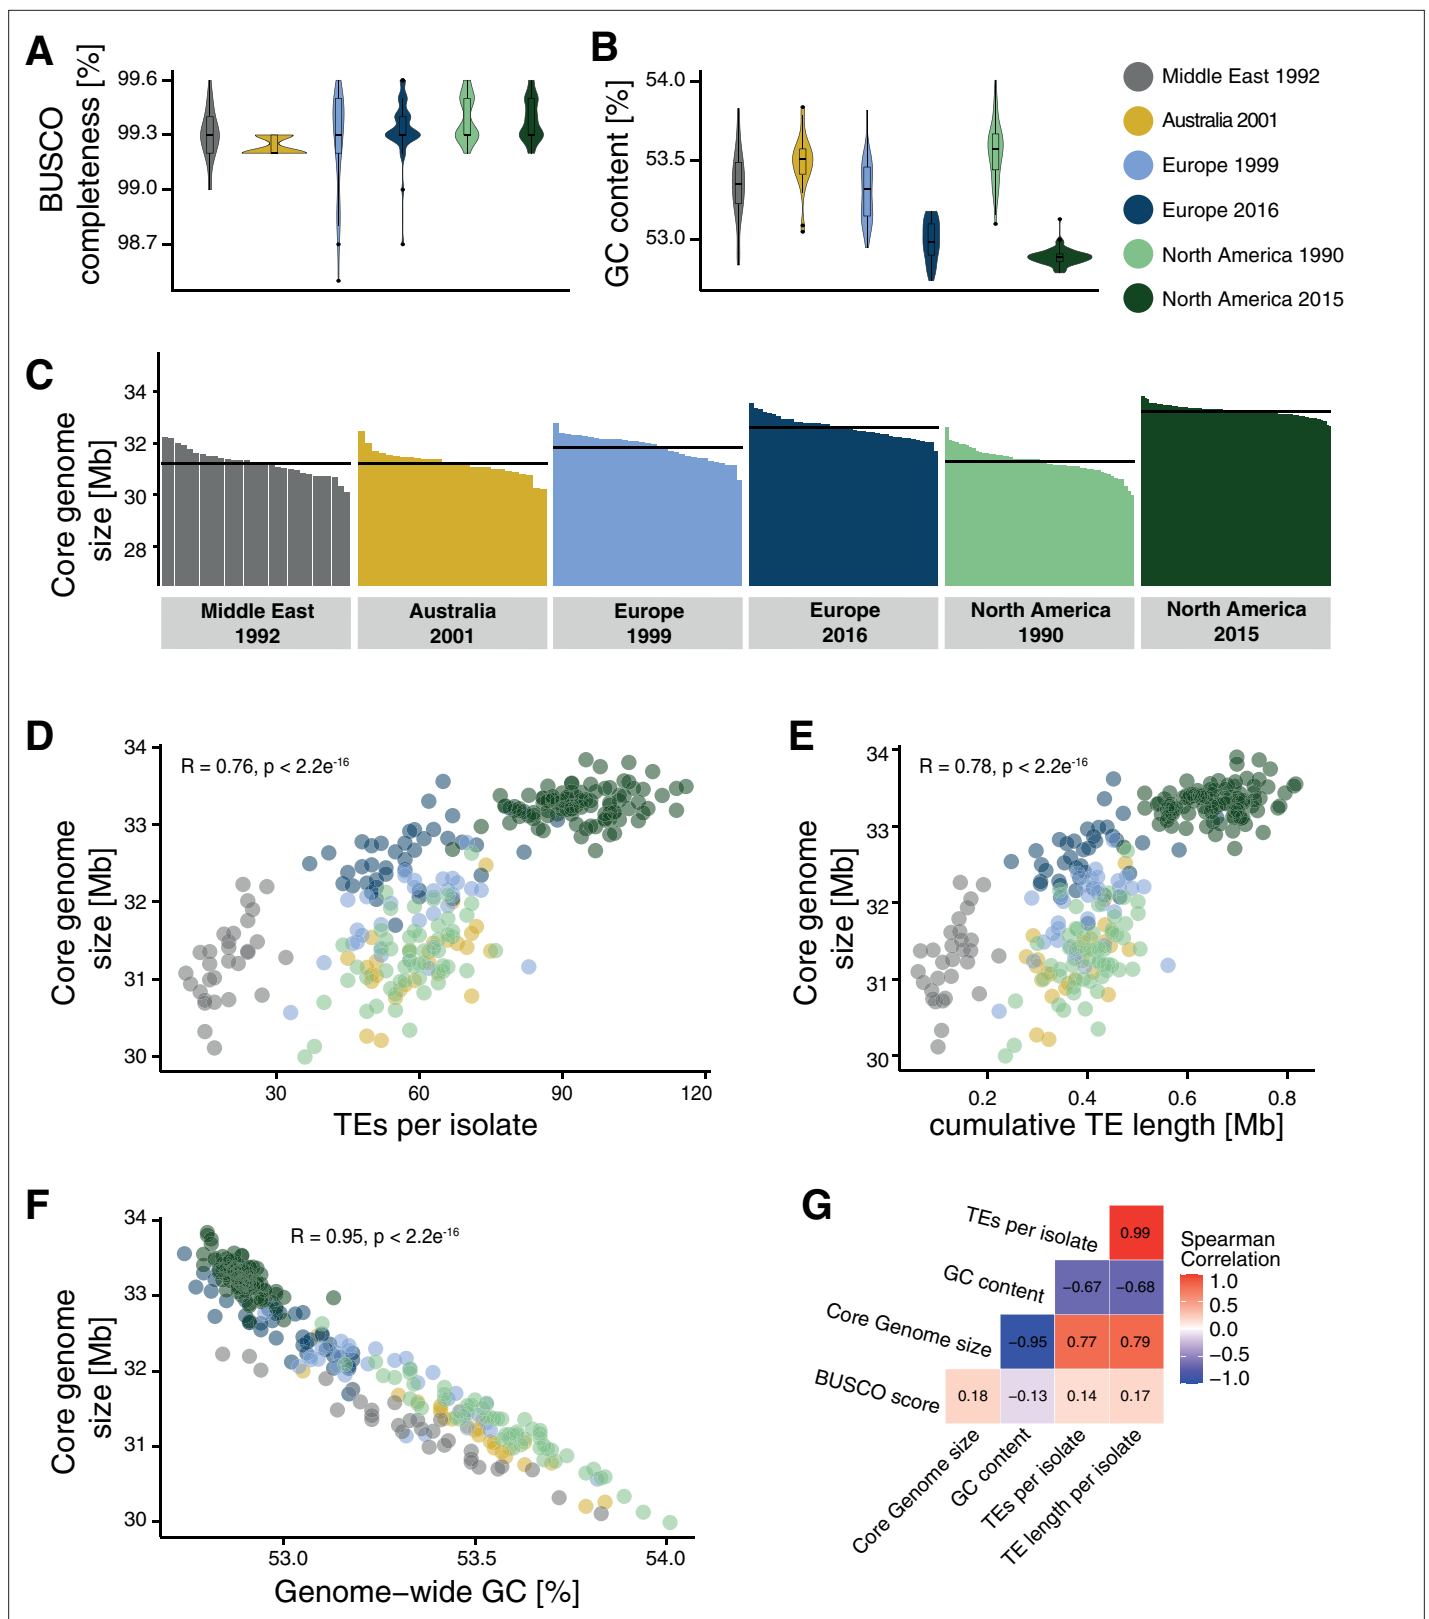 A
BUSCO
completeness [%]
99.6
99.3
99.0
98.7
B
GC content [%]
54.0
53.5
53.0
Middle East 1992
Australia 2001
Europe 1999
Europe 2016
North America 1990
North America 2015
C
Core genome
size [Mb]
34
32
30
28
Middle East
1992
Australia
2001
Europe
1999
Europe
2016
North America
1990
North America
2015
D
R = 0.76, p < 2.2e-16
Core genome
size [Mb]
34
33
32
31
30
30
60
90
120
TEs per isolate
E
R = 0.78, p < 2.2e-16
Core genome
size [Mb]
34
33
32
31
30
0.2
0.4
0.6
0.8
cumulative TE length [Mb]
F
R = 0.95, p < 2.2e-16
Core genome
size [Mb]
34
33
32
31
30
53.0
53.5
54.0
Genome−wide GC [%]
G
TEs per isolate
0.99
GC content
−0.67
−0.68
Core Genome size
−0.95
0.77
0.79
BUSCO score
0.18
−0.13
0.14
0.17
Core Genome size
GC content
TEs per isolate
TE length per isolate
Spearman
Correlation
1.0
0.5
0.0
−0.5
−1.0